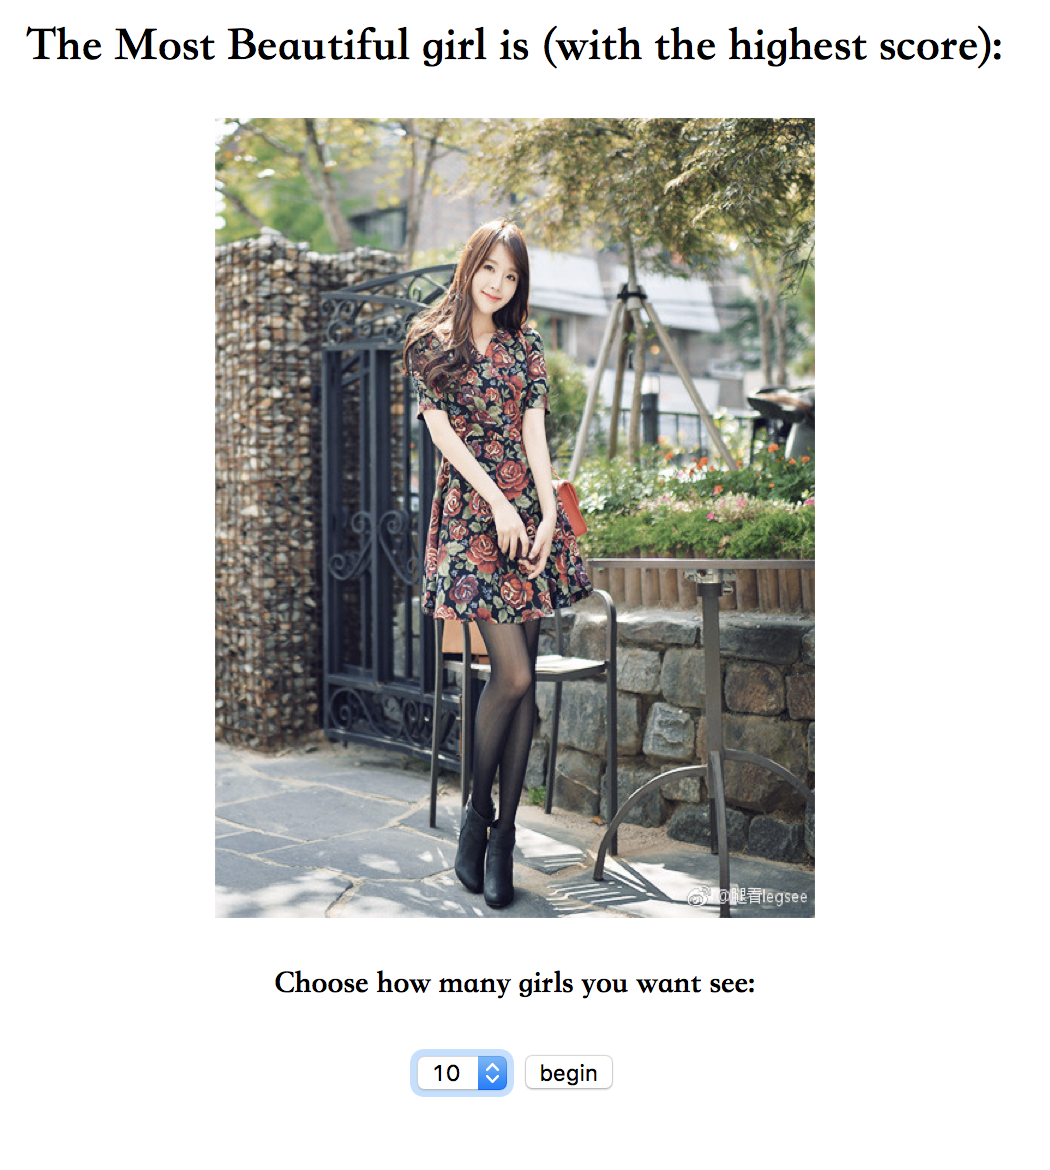 The Most Beautiful girl is (with the highest score):
@腿看legsee
Choose how many girls you want see:
10 begin